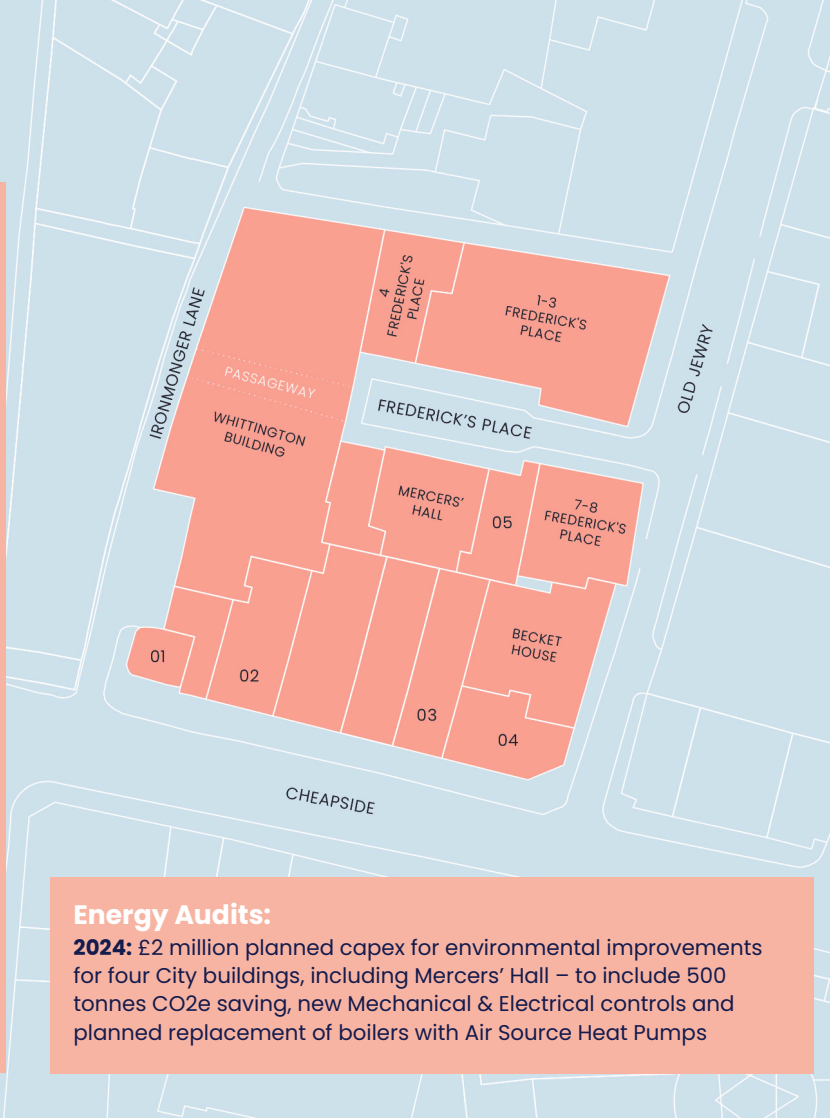 4
FREDERICK'S
PLACE
1-3
FREDERICK'S
PLACE
IRONMONGER LANE
OLD JEWRY
PASSAGEWAY
FREDERICK'S PLACE
WHITTINGTON
BUILDING
MERCERS'
HALL
05
7-8
FREDERICK'S
PLACE
BECKET
HOUSE
01
02
03
04
CHEAPSIDE
Energy Audits:
2024: £2 million planned capex for environmental improvements
for four City buildings, including Mercers' Hall – to include 500
tonnes CO2e saving, new Mechanical & Electrical controls and
planned replacement of boilers with Air Source Heat Pumps